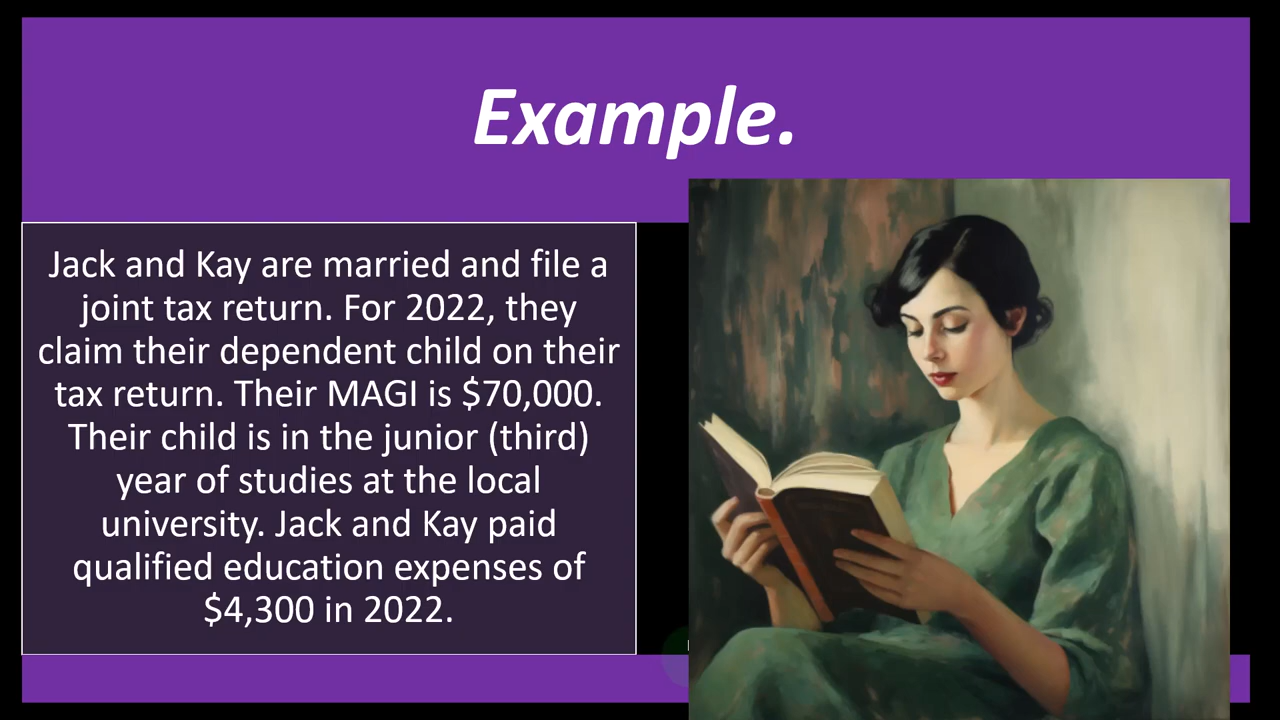 Example.
Jack and Kay are married and file a
joint tax return. For 2022, they
claim their dependent child on their
tax return. Their MAGI is $70,000.
Their child is in the junior (third)
year of studies at the local
university. Jack and Kay paid
qualified education expenses of
$4,300 in 2022.